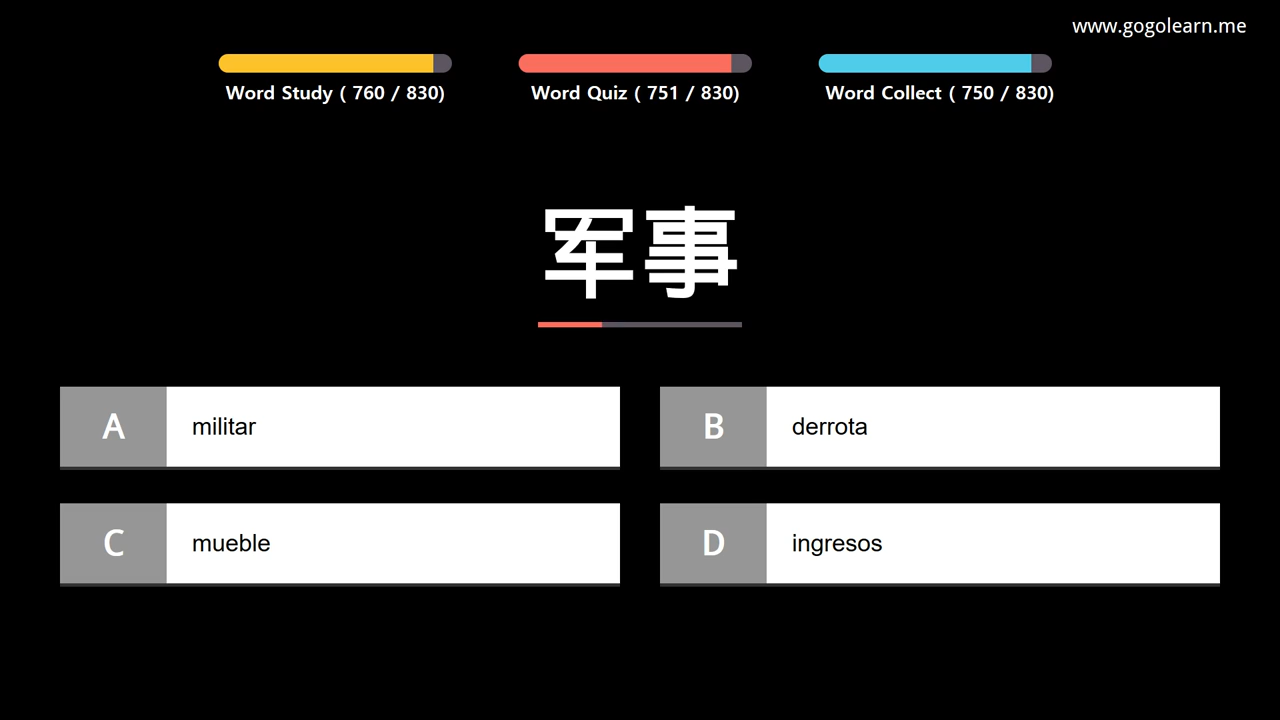 www.gogolearn.me
Word Study ( 760 / 830)
Word Quiz ( 751 / 830)
Word Collect ( 750 / 830)
军事
A militar
B derrota
C mueble
D ingresos